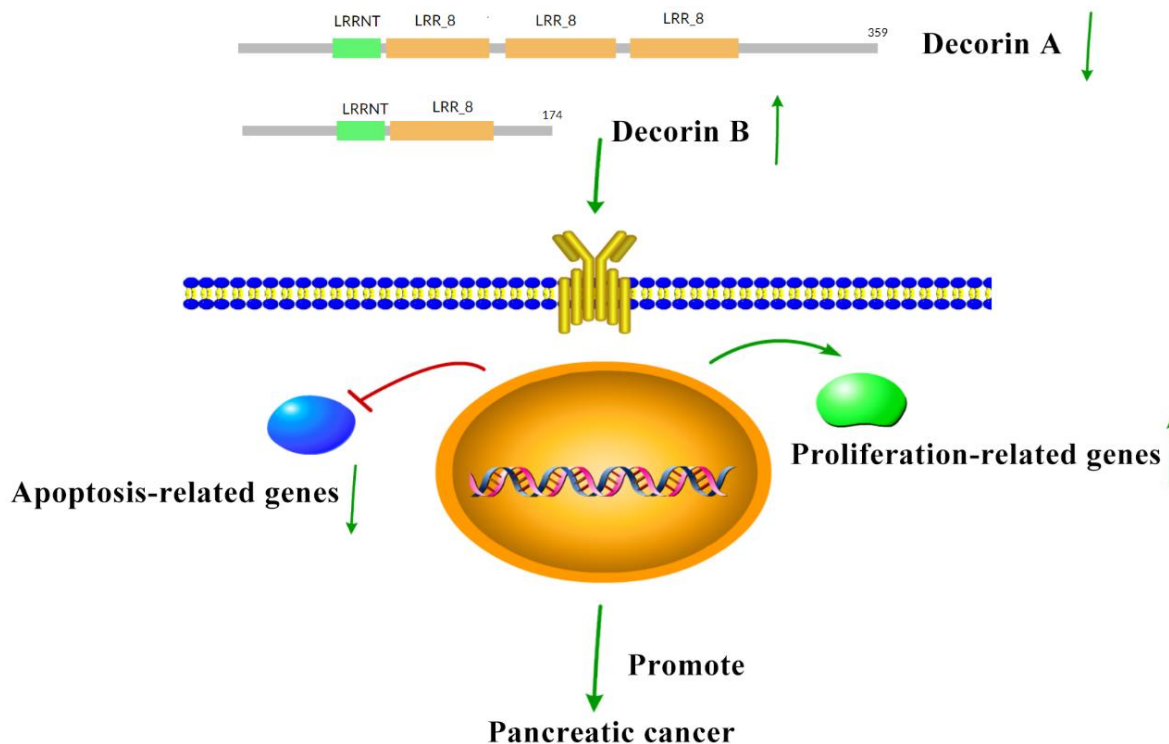 LRRNT LRR_8 LRR_8 LRR_8
359
Decorin A
LRRNT LRR_8
174
Decorin B
Apoptosis-related genes
Proliferation-related genes
Promote
Pancreatic cancer